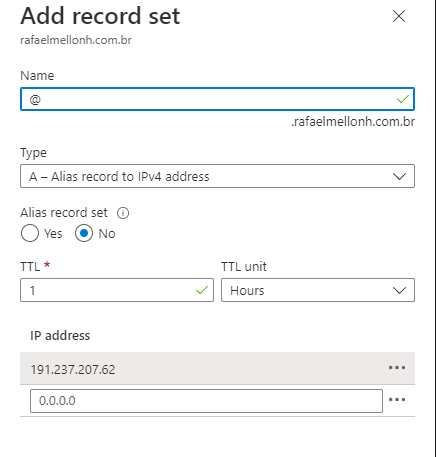 Add record set
rafaelmellonh.com.br
Name
@
.rafaelmellonh.com.br
Type
A – Alias record to IPv4 address
Alias record set
Yes No
TTL * TTL unit
1 Hours
IP address
191.237.207.62
0.0.0.0